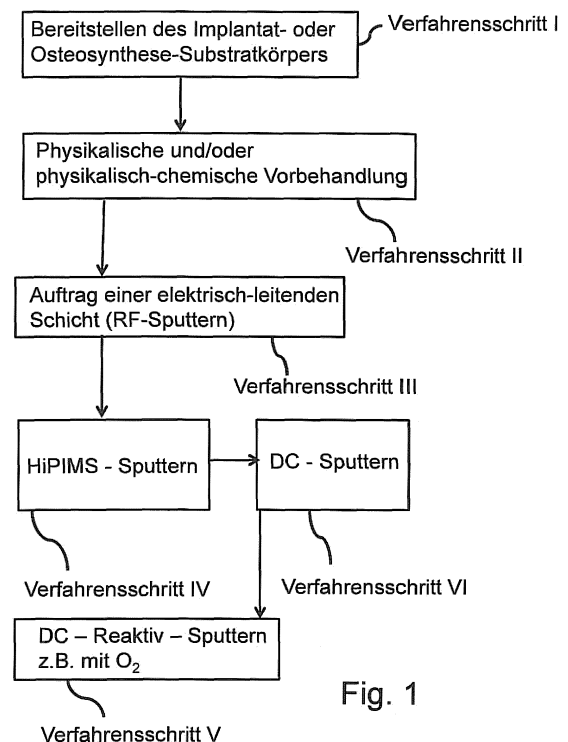 Bereitstellen des Implantat- oder
Osteosynthese-Substratkörpers
Verfahrensschritt I
Physikalische und/oder
physikalisch-chemische Vorbehandlung
Verfahrensschritt II
Auftrag einer elektrisch-leitenden
Schicht (RF-Sputtern)
Verfahrensschritt III
HiPIMS - Sputtern
DC - Sputtern
Verfahrensschritt IV
Verfahrensschritt VI
DC – Reaktiv – Sputtern
z.B. mit O₂
Fig. 1
Verfahrensschritt V